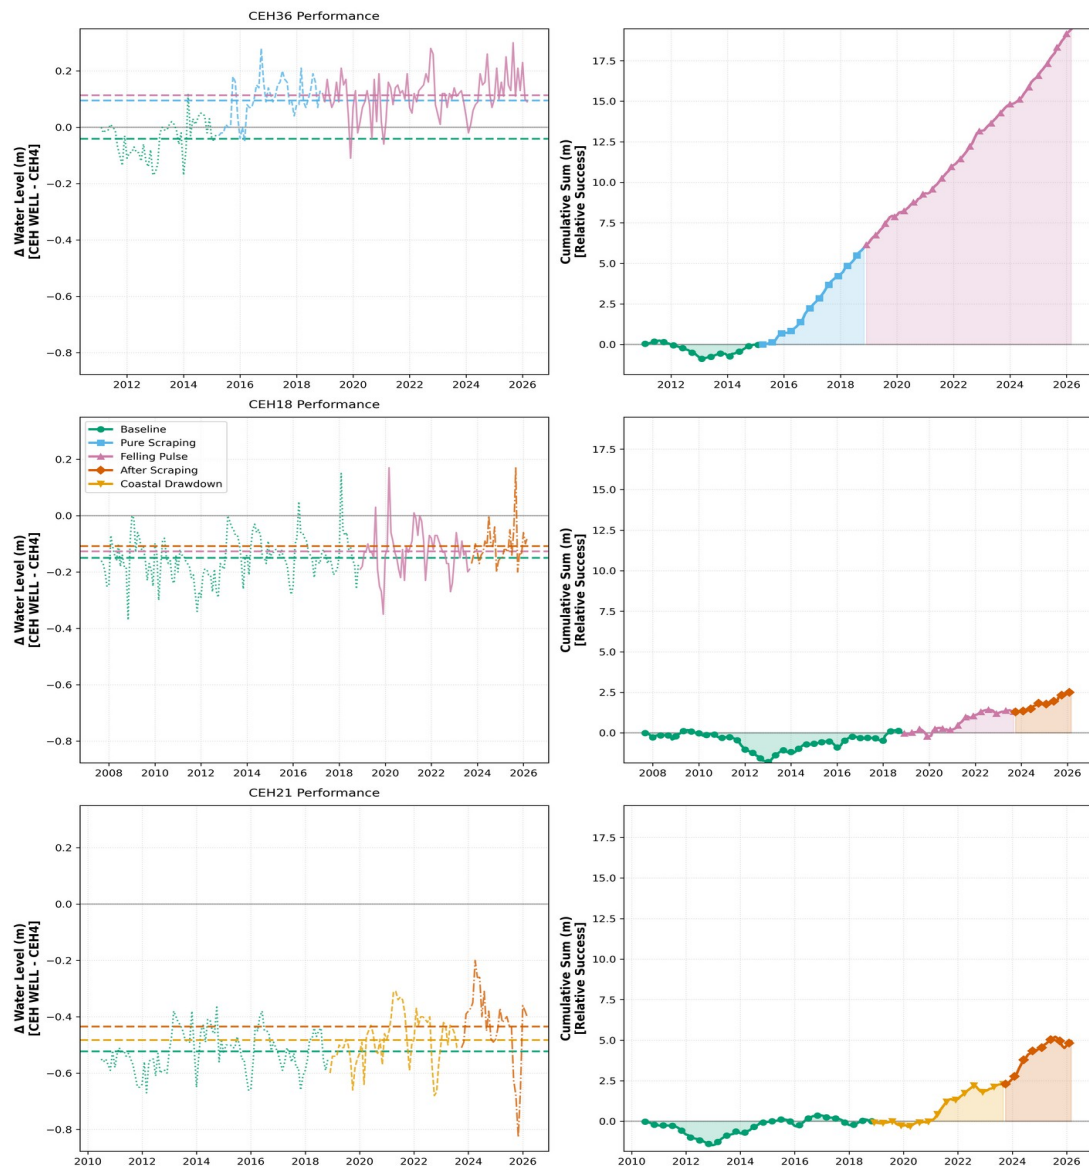 CEH36 Performance
Δ Water Level (m)
[CEH WELL - CEH4]
0.2
0.0
−0.2
−0.4
−0.6
−0.8
2012 2014 2016 2018 2020 2022 2024 2026
Cumulative Sum (m)
[Relative Success]
17.5
15.0
12.5
10.0
7.5
5.0
2.5
0.0
2012 2014 2016 2018 2020 2022 2024 2026
CEH18 Performance
Δ Water Level (m)
[CEH WELL - CEH4]
Baseline
Pure Scraping
Felling Pulse
After Scraping
Coastal Drawdown
0.2
0.0
−0.2
−0.4
−0.6
−0.8
2008 2010 2012 2014 2016 2018 2020 2022 2024 2026
Cumulative Sum (m)
[Relative Success]
17.5
15.0
12.5
10.0
7.5
5.0
2.5
0.0
2008 2010 2012 2014 2016 2018 2020 2022 2024 2026
CEH21 Performance
Δ Water Level (m)
[CEH WELL - CEH4]
0.2
0.0
−0.2
−0.4
−0.6
−0.8
2010 2012 2014 2016 2018 2020 2022 2024 2026
Cumulative Sum (m)
[Relative Success]
17.5
15.0
12.5
10.0
7.5
5.0
2.5
0.0
2010 2012 2014 2016 2018 2020 2022 2024 2026